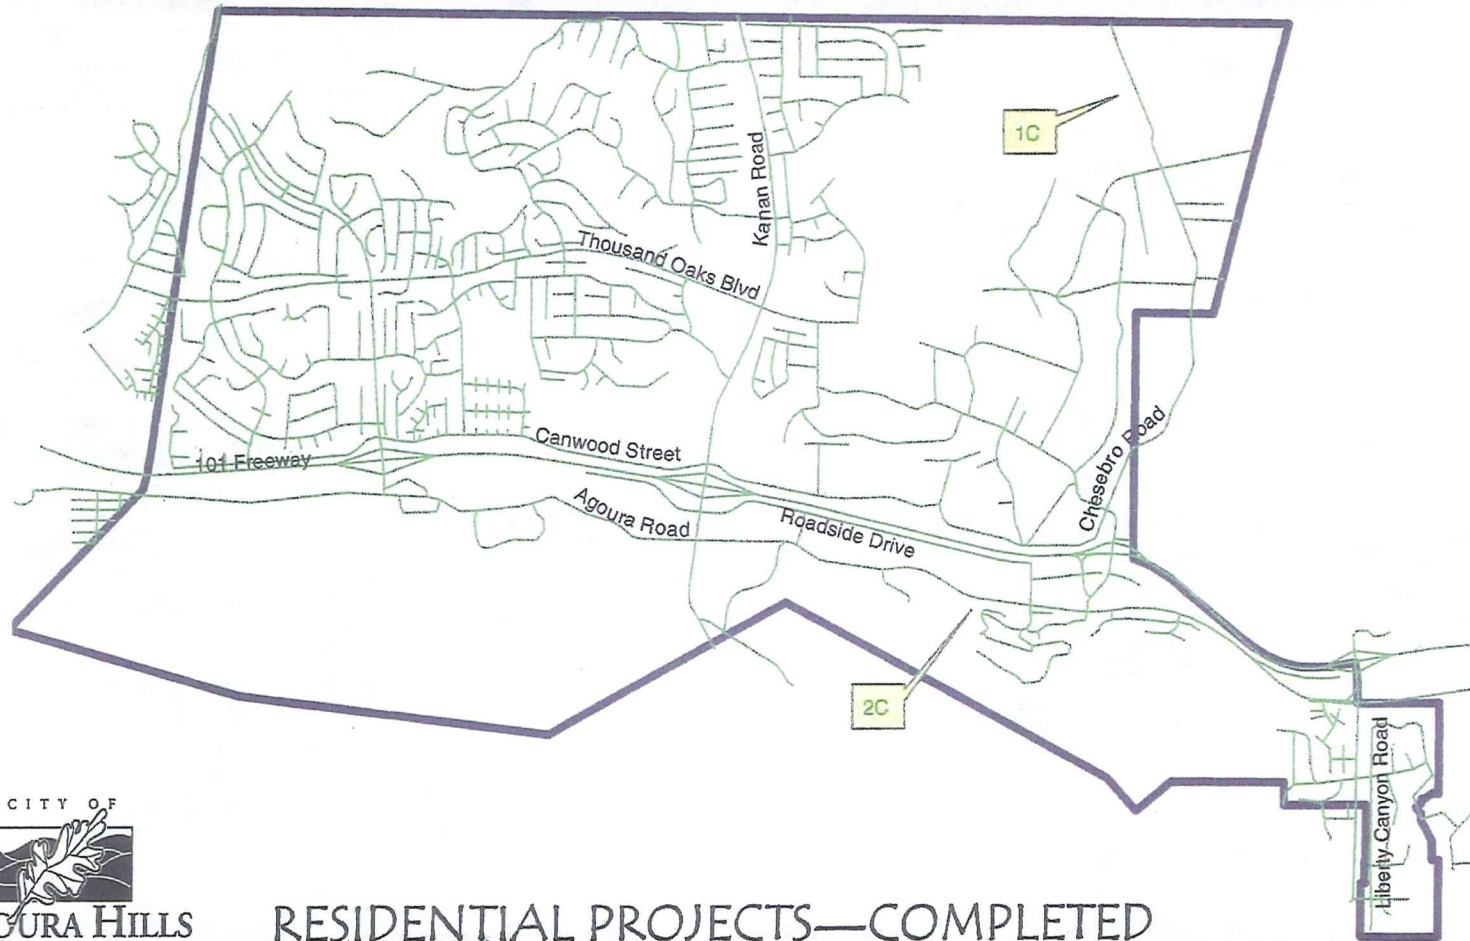 1C
Kanan Road
Thousand Oaks Blvd
Chesebro Road
Canwood Street
101 Freeway
Agoura Road
Roadside Drive
2C
Liberty Canyon Road
CITY OF
OURA HILLS
RESIDENTIAL PROJECTS—COMPLETED